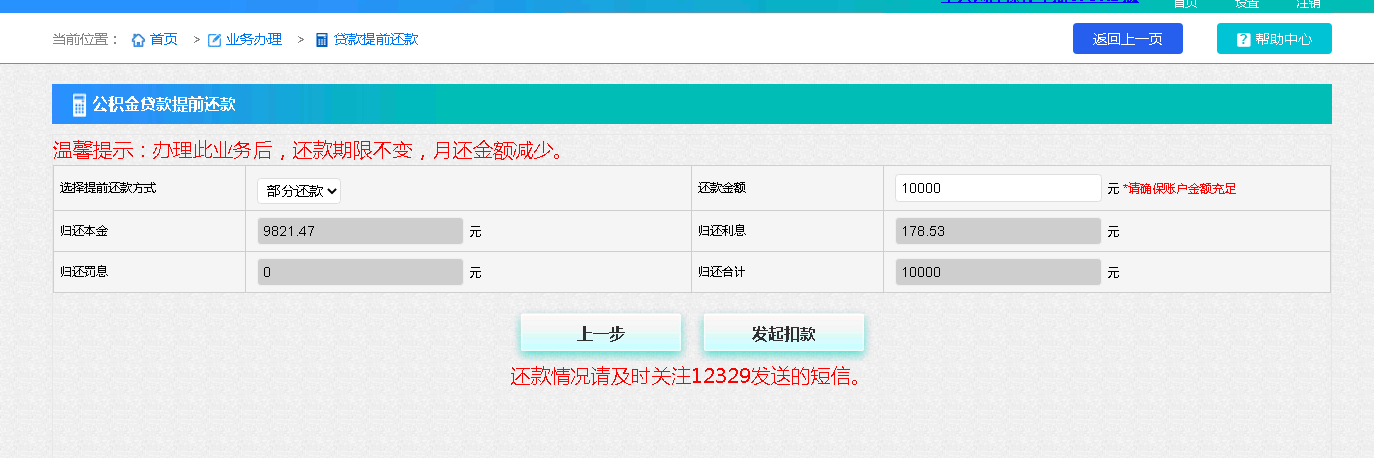 首页 设置 注销
当前位置： 首页 > 业务办理 > 贷款提前还款 返回上一页 帮助中心
公积金贷款提前还款
温馨提示：办理此业务后，还款期限不变，月还金额减少。
选择提前还款方式 部分还款 还款金额 10000 元 *请确保账户金额充足
归还本金 9821.47 元 归还利息 178.53 元
归还罚息 0 元 归还合计 10000 元
上一步 发起扣款
还款情况请及时关注12329发送的短信。